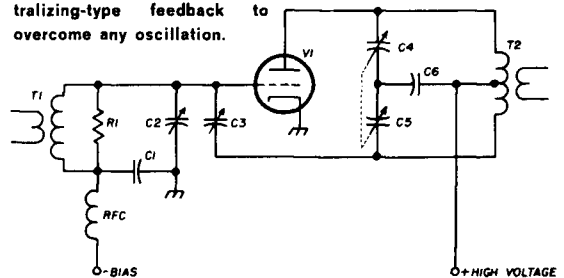 tralizing-type feedback to
overcome any oscillation.
V1
C4
T2
C6
T1
R1
C2
C3
C5
C1
RFC
-BIAS
+HIGH VOLTAGE